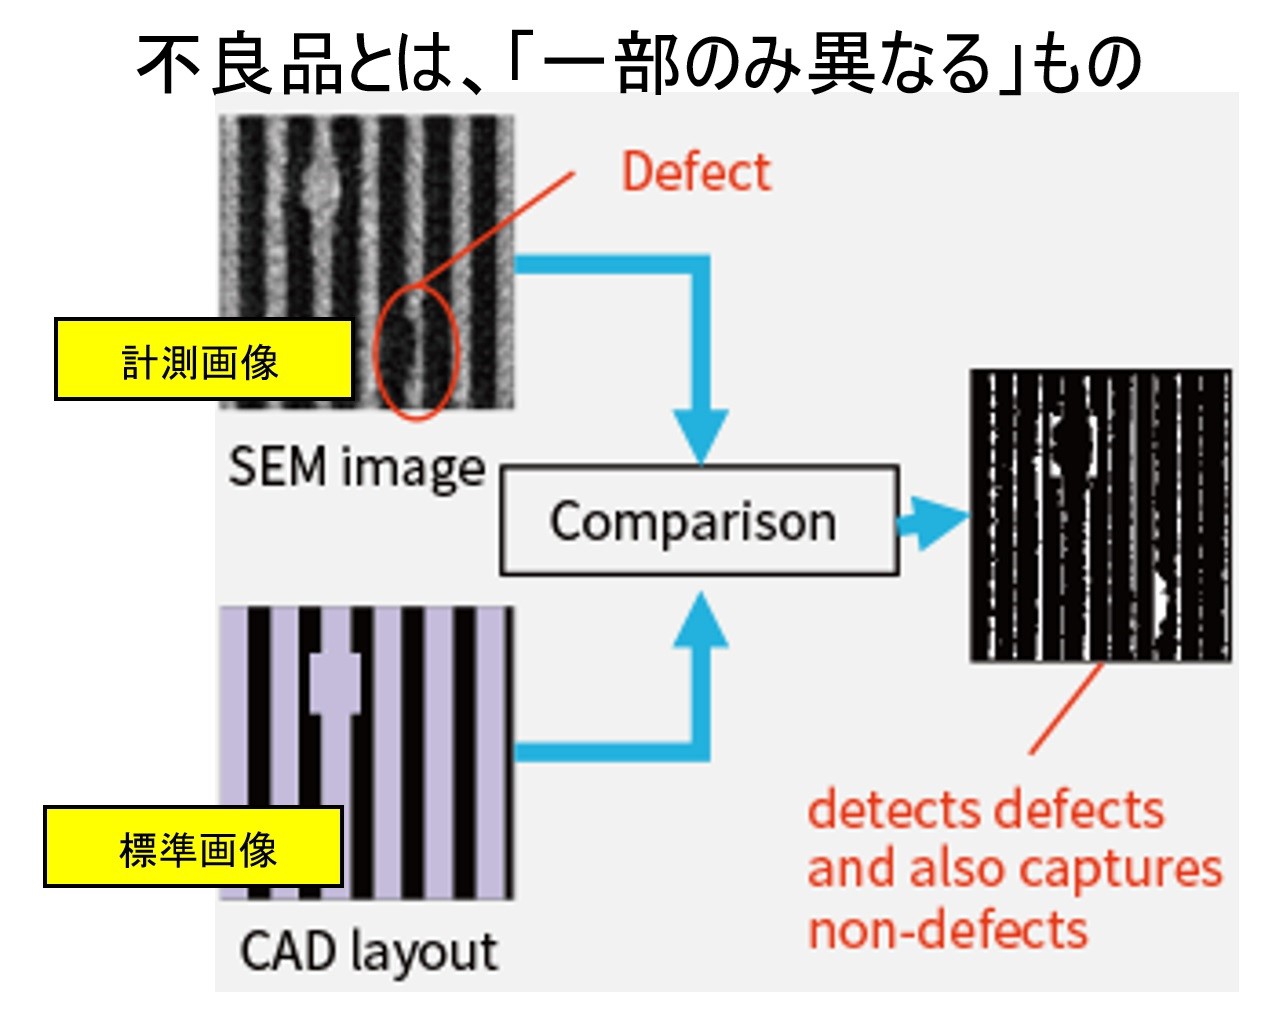 不良品とは、「一部のみ異なる」もの
Defect
計測画像
SEM image
Comparison
標準画像
CAD layout
detects defects
and also captures
non-defects